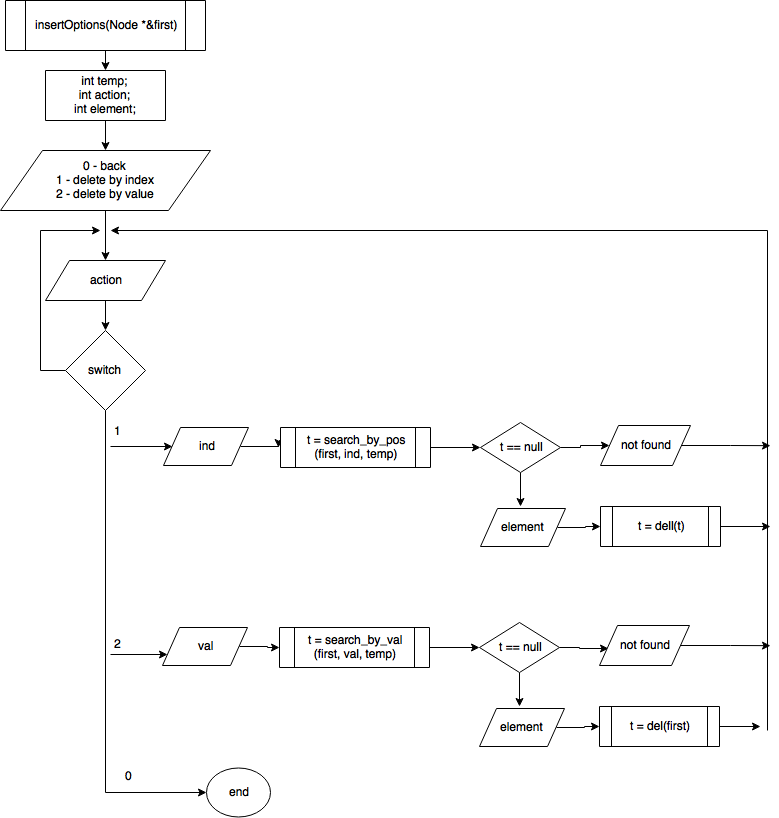 insertOptions(Node *&first)
int temp;
int action;
int element;
0 - back
1 - delete by index
2 - delete by value
action
switch
1
ind
t = search_by_pos
(first, ind, temp)
t == null
not found
element
t = dell(t)
2
val
t = search_by_val
(first, val, temp)
t == null
not found
element
t = del(first)
0
end